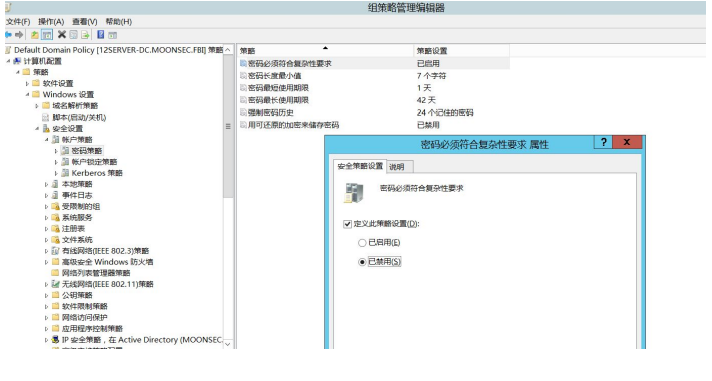 组策略管理编辑器
文件(F) 操作(A) 查看(V) 帮助(H)
Default Domain Policy [12SERVER-DC.MOONSEC.FBI] 策略
计算机配置
策略
软件设置
Windows 设置
域名解析策略
脚本(启动/关机)
安全设置
帐户策略
密码策略
帐户锁定策略
Kerberos 策略
本地策略
事件日志
受限制的组
系统服务
注册表
文件系统
有线网络(IEEE 802.3)策略
高级安全 Windows 防火墙
网络列表管理器策略
无线网络(IEEE 802.11)策略
公钥策略
软件限制策略
网络访问保护
应用程序控制策略
IP 安全策略，在 Active Directory (MOONSEC.
策略 策略设置
密码必须符合复杂性要求 已启用
密码长度最小值 7 个字符
密码最短使用期限 1 天
密码最长使用期限 42 天
强制密码历史 24 个记住的密码
用可还原的加密来储存密码 已禁用
密码必须符合复杂性要求 属性 ? X
安全策略设置 说明
密码必须符合复杂性要求
定义此策略设置(D):
已启用(E)
已禁用(S)